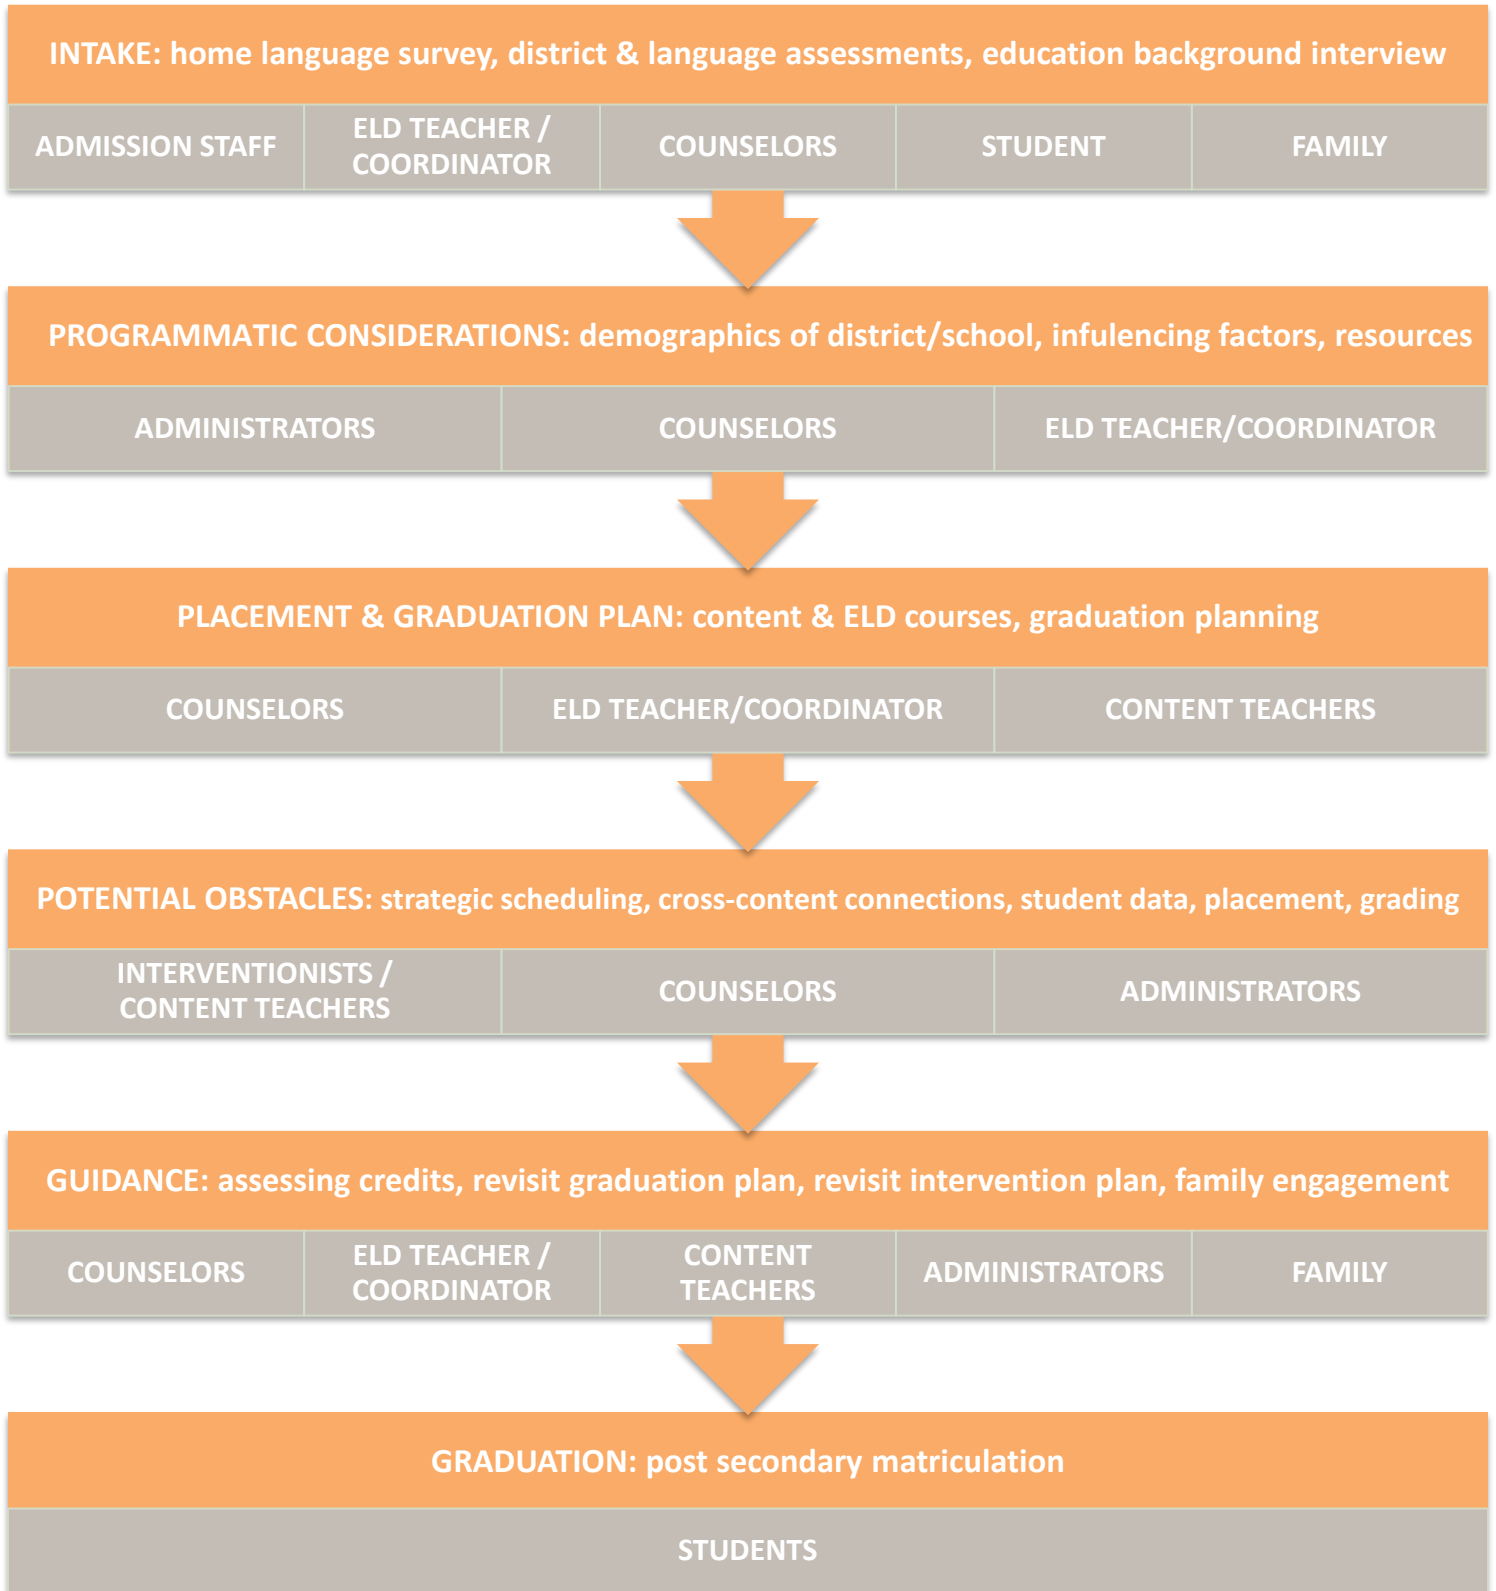 INTAKE: home language survey, district & language assessments, education background interview
ADMISSION STAFF
ELD TEACHER /
COORDINATOR
COUNSELORS
STUDENT
FAMILY
PROGRAMMATIC CONSIDERATIONS: demographics of district/school, infulencing factors, resources
ADMINISTRATORS
COUNSELORS
ELD TEACHER/COORDINATOR
PLACEMENT & GRADUATION PLAN: content & ELD courses, graduation planning
COUNSELORS
ELD TEACHER/COORDINATOR
CONTENT TEACHERS
POTENTIAL OBSTACLES: strategic scheduling, cross-content connections, student data, placement, grading
INTERVENTIONISTS /
CONTENT TEACHERS
COUNSELORS
ADMINISTRATORS
GUIDANCE: assessing credits, revisit graduation plan, revisit intervention plan, family engagement
COUNSELORS
ELD TEACHER /
COORDINATOR
CONTENT
TEACHERS
ADMINISTRATORS
FAMILY
GRADUATION: post secondary matriculation
STUDENTS